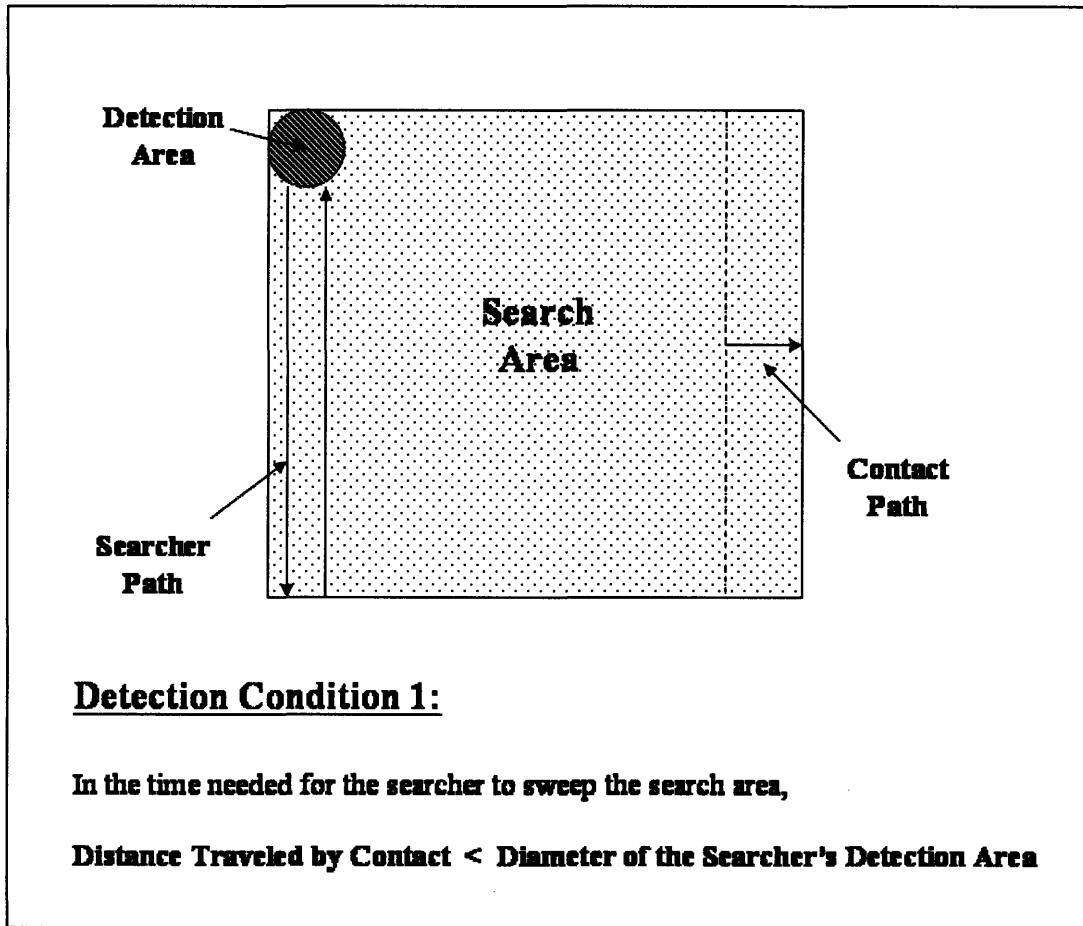 Detection
Area
Search
Area
Contact
Path
Searcher
Path
Detection Condition 1:
In the time needed for the searcher to sweep the search area,
Distance Traveled by Contact < Diameter of the Searcher's Detection Area